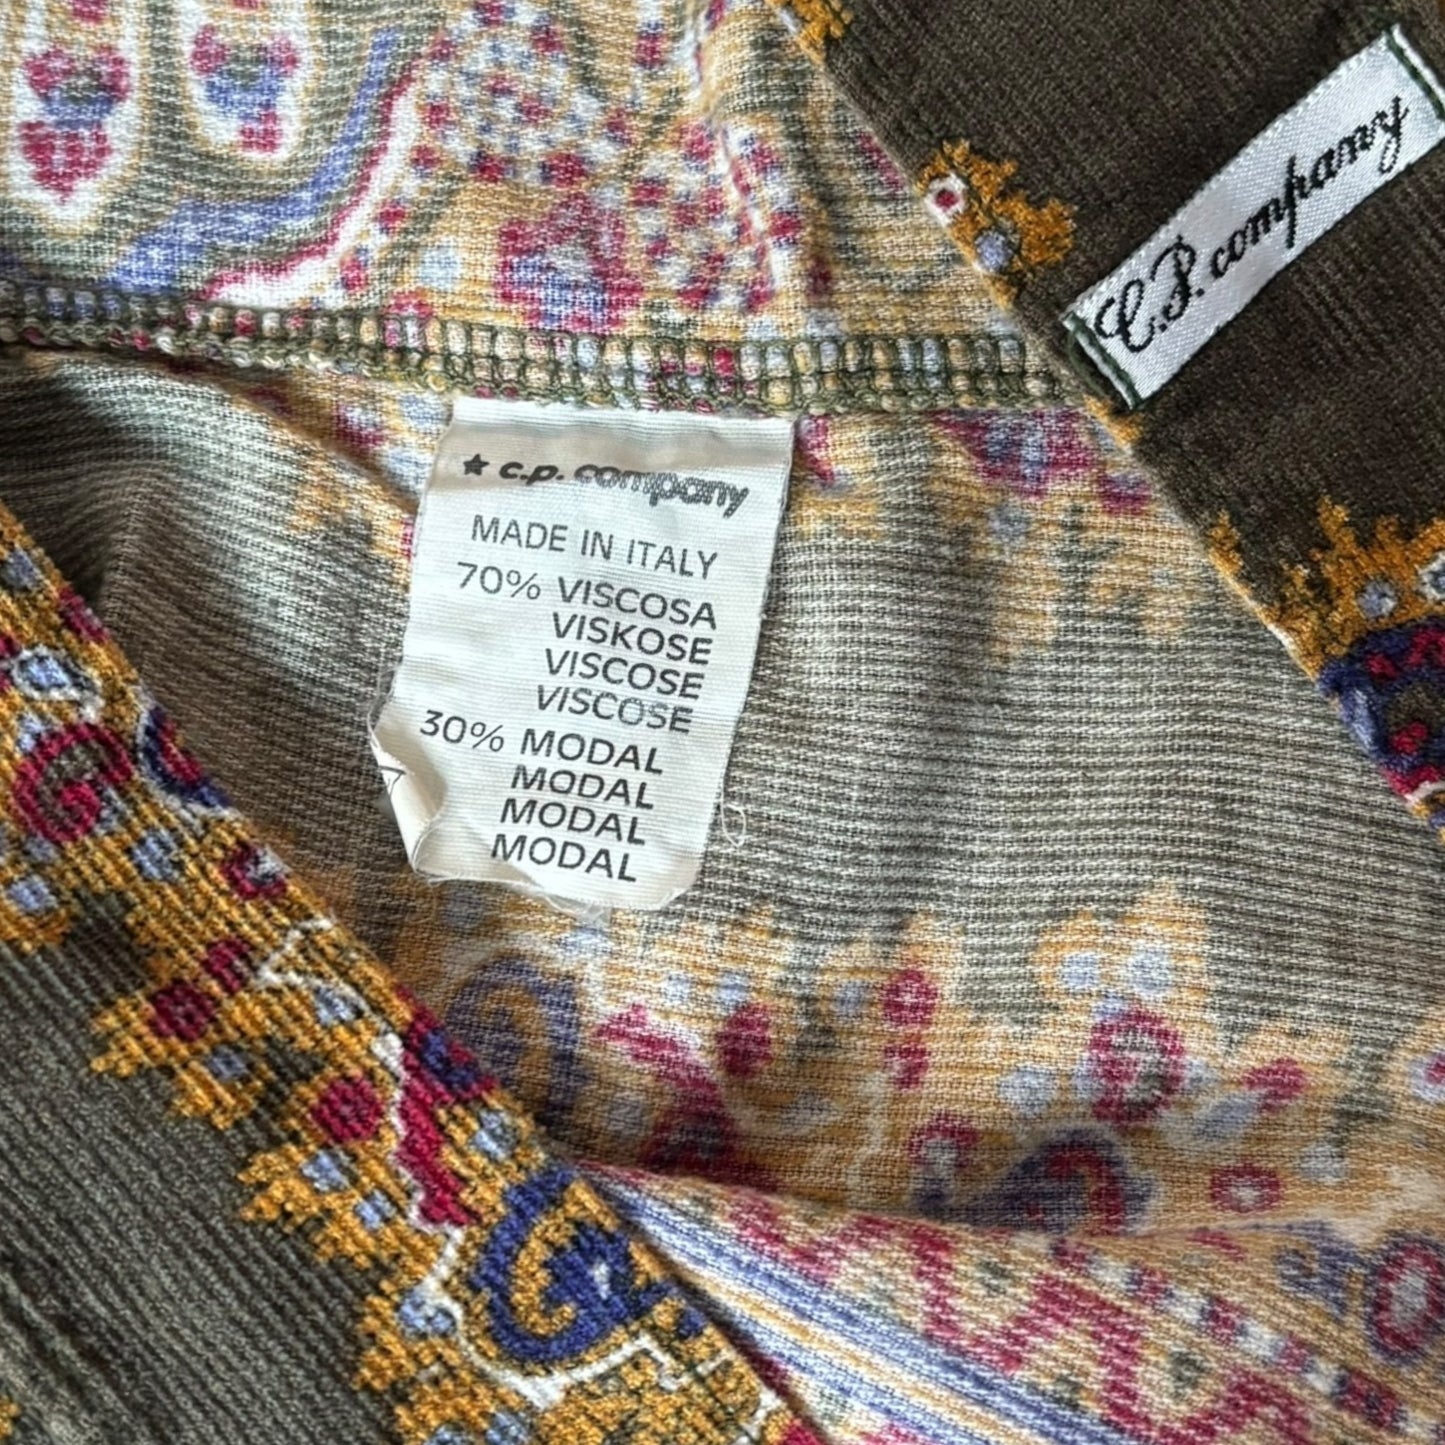 C.P. company
★ c.p. company
MADE IN ITALY
70% VISCOSA
VISKOSE
VISCOSE
VISCOSE
30% MODAL
MODAL
MODAL
MODAL